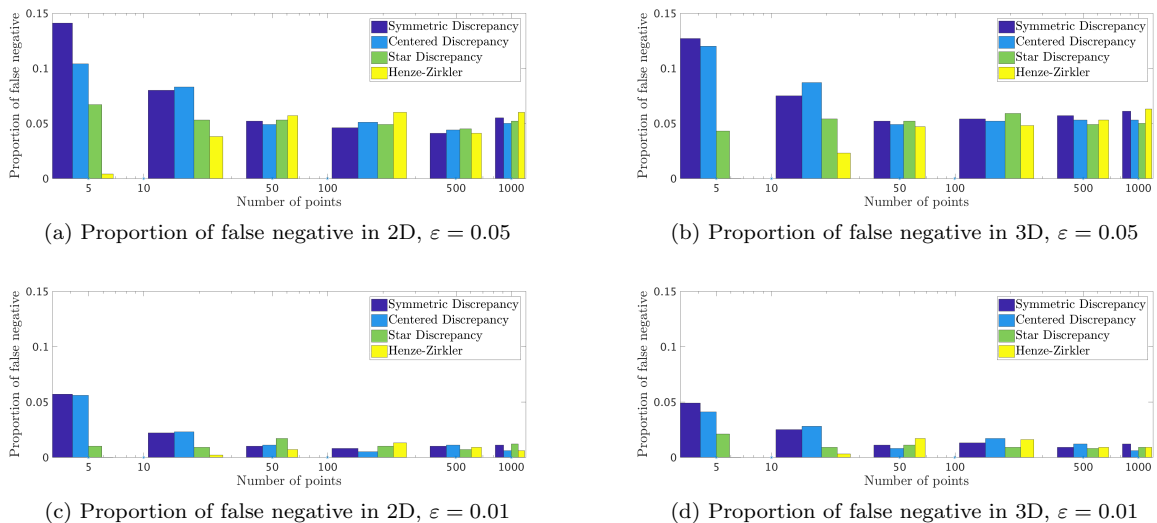 Proportion of false negative
0.15
0.1
0.05
0
Symmetric Discrepancy
Centered Discrepancy
Star Discrepancy
Henze-Zirkler
5 10 50 100 500 1000
Number of points
(a) Proportion of false negative in 2D, ε = 0.05
Proportion of false negative
0.15
0.1
0.05
0
Symmetric Discrepancy
Centered Discrepancy
Star Discrepancy
Henze-Zirkler
5 10 50 100 500 1000
Number of points
(b) Proportion of false negative in 3D, ε = 0.05
Proportion of false negative
0.15
0.1
0.05
0
Symmetric Discrepancy
Centered Discrepancy
Star Discrepancy
Henze-Zirkler
5 10 50 100 500 1000
Number of points
(c) Proportion of false negative in 2D, ε = 0.01
Proportion of false negative
0.15
0.1
0.05
0
Symmetric Discrepancy
Centered Discrepancy
Star Discrepancy
Henze-Zirkler
5 10 50 100 500 1000
Number of points
(d) Proportion of false negative in 3D, ε = 0.01